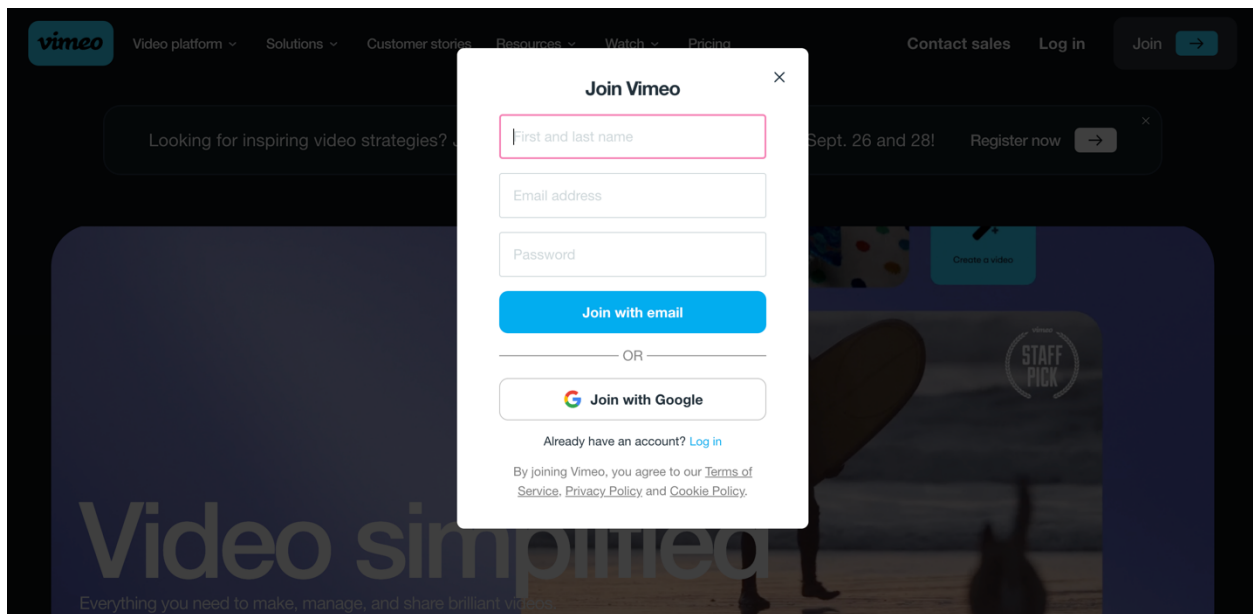 vimeo
Video platform
Solutions
Customer stories
Resources
Watch
Pricing
Contact sales
Log in
Join
Looking for inspiring video strategies?
Sept. 26 and 28!
Register now
Join Vimeo
First and last name
Email address
Password
Join with email
OR
Join with Google
Already have an account? Log in
By joining Vimeo, you agree to our Terms of
Service, Privacy Policy and Cookie Policy.
Create a video
vimeo
STAFF
PICK
Video simplified
Everything you need to make, manage, and share brilliant videos